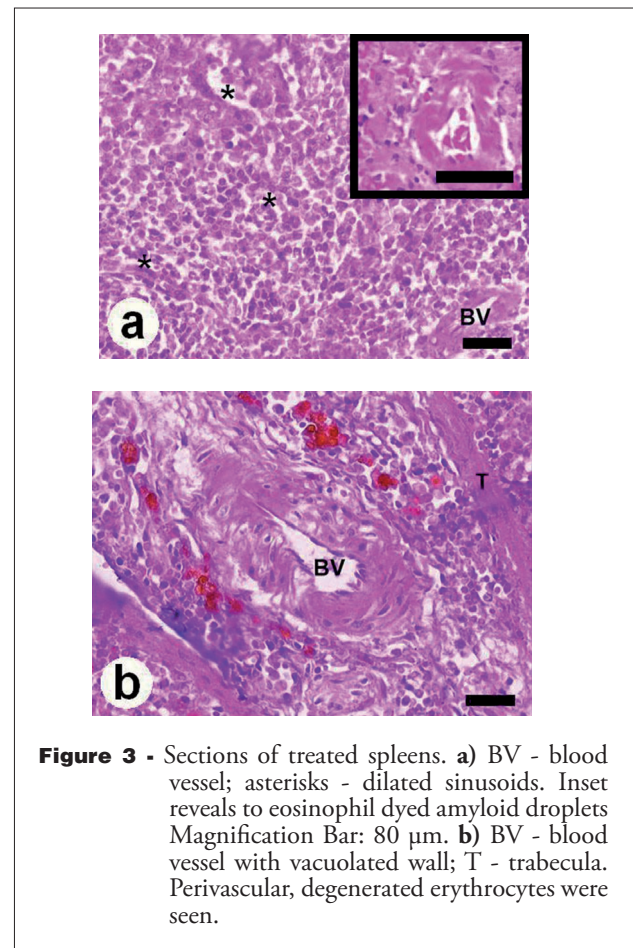 *
*
*
a
BV
BV
T
b
Figure 3 - Sections of treated spleens. a) BV - blood
vessel; asterisks - dilated sinusoids. Inset
reveals to eosinophil dyed amyloid droplets
Magnification Bar: 80 µm. b) BV - blood
vessel with vacuolated wall; T - trabecula.
Perivascular, degenerated erythrocytes were
seen.